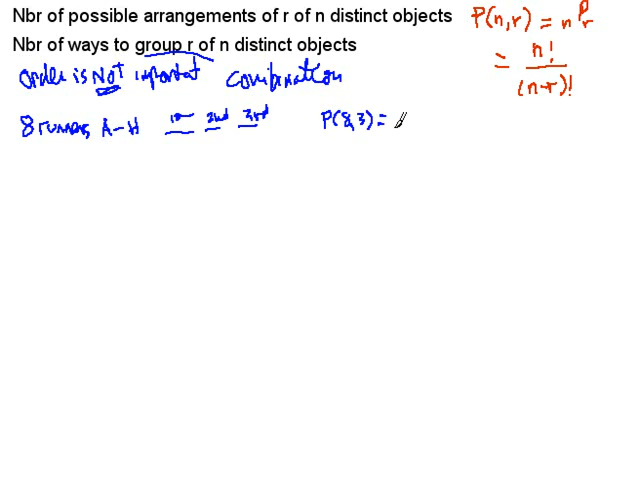 Nbr of possible arrangements of r of n distinct objects
P(n,r) = nPr
Nbr of ways to group r of n distinct objects
= n! / (n-r)!
order is Not important combination
8 runners A-H 1st 2nd 3rd P(8,3) =